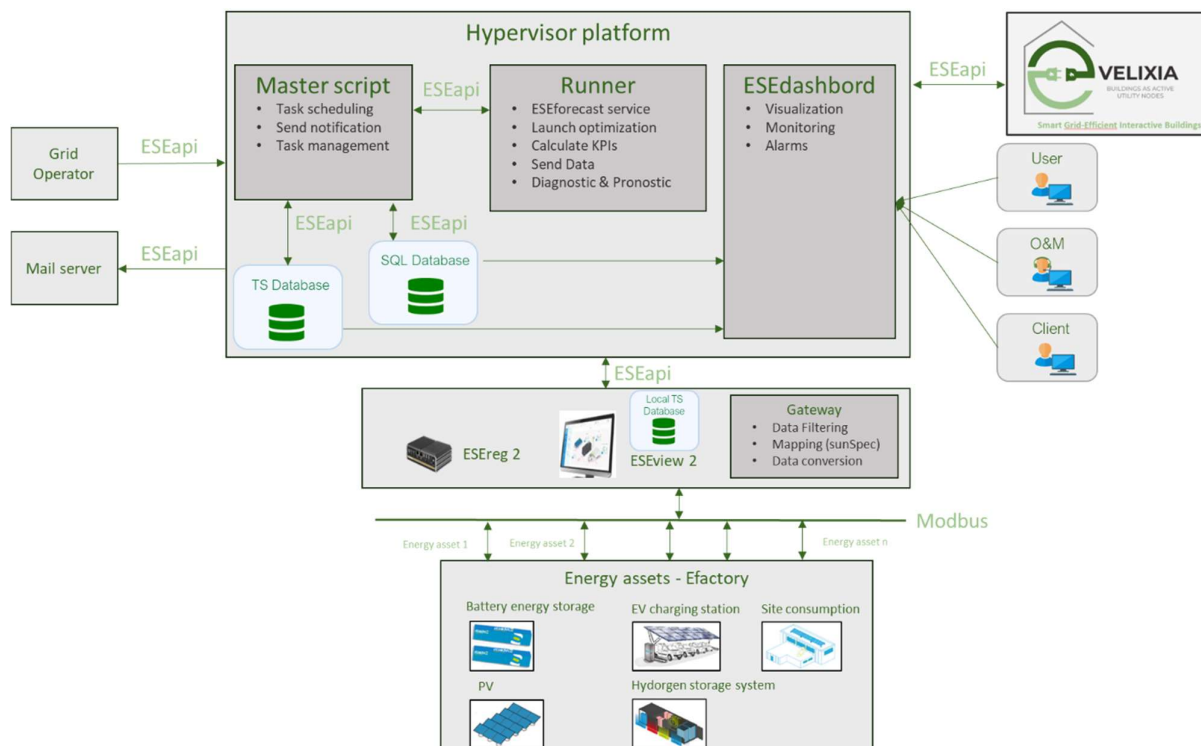 Hypervisor platform
Master script
• Task scheduling
• Send notification
• Task management
ESEapi
Runner
• ESEforecast service
• Launch optimization
• Calculate KPIs
• Send Data
• Diagnostic & Pronostic
ESEdashbord
• Visualization
• Monitoring
• Alarms
ESEapi
VELIXIA
BUILDINGS AS ACTIVE
UTILITY NODES
Smart Grid-Efficient Interactive Buildings
Grid
Operator
ESEapi
Mail server
ESEapi
ESEapi
ESEapi
TS Database
SQL Database
User
O&M
Client
ESEapi
ESEreg 2
Local TS
Database
ESEview 2
Gateway
• Data Filtering
• Mapping (sunSpec)
• Data conversion
Modbus
Energy asset 1
Energy asset 2
Energy asset n
Energy assets - Efactory
Battery energy storage
EV charging station
Site consumption
PV
Hydorgen storage system